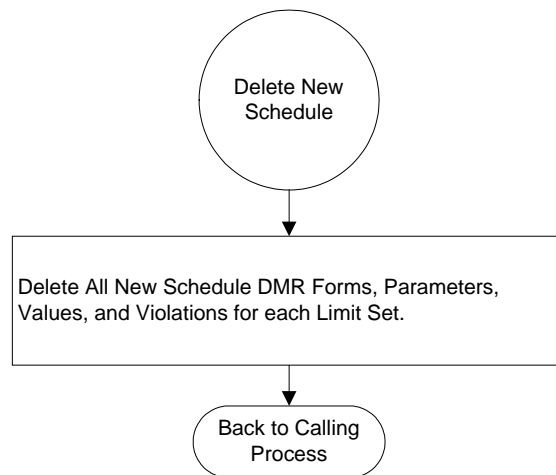 Delete New
Schedule
Delete All New Schedule DMR Forms, Parameters,
Values, and Violations for each Limit Set.
Back to Calling
Process